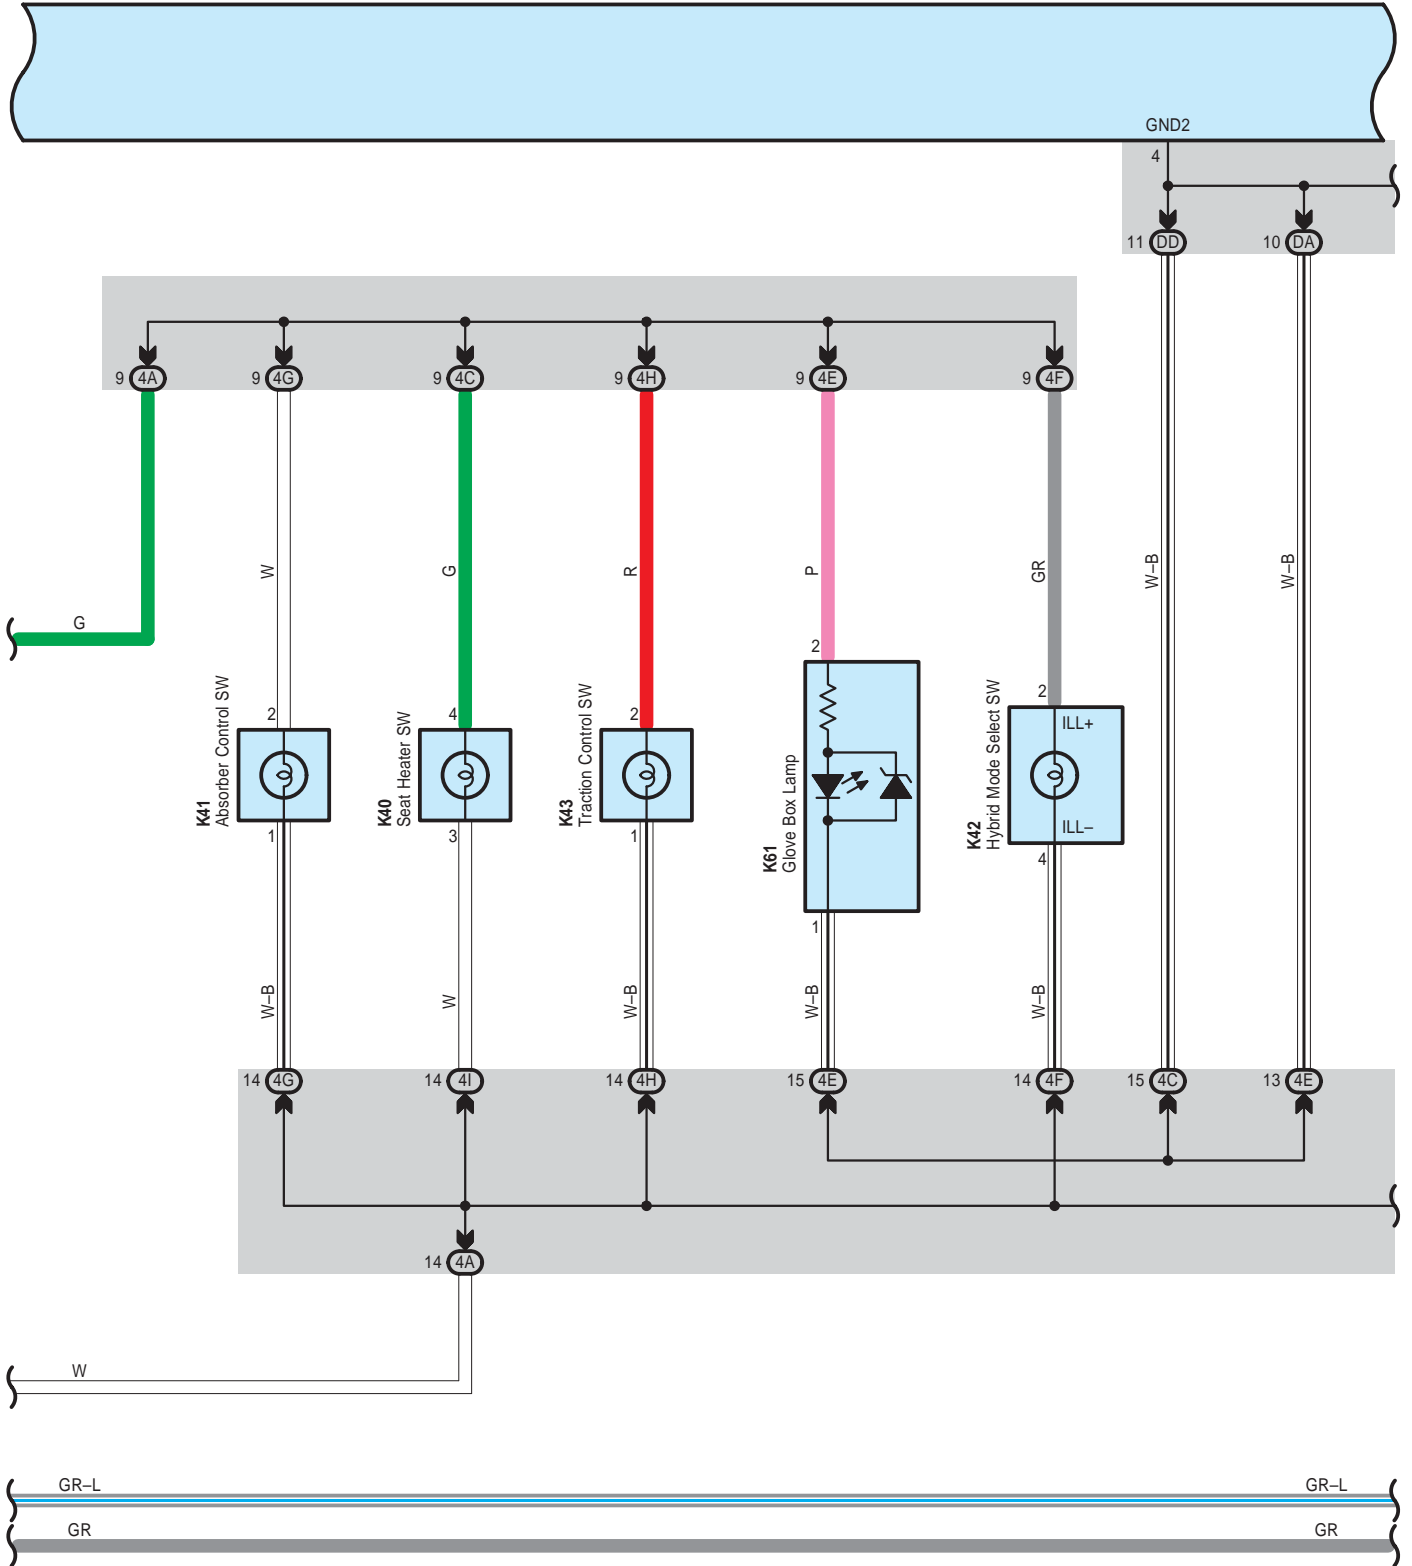 GND2
4
11 DD
10 DA
9 4A
9 4G
9 4C
9 4H
9 4E
9 4F
W
G
R
P
GR
W–B
W–B
G
2
K41
Absorber Control SW
1
4
K40
Seat Heater SW
3
2
K43
Traction Control SW
1
2
K61
Glove Box Lamp
1
2
K42
Hybrid Mode Select SW
ILL+
ILL–
4
W–B
W
W–B
W–B
W–B
14 4G
14 4I
14 4H
15 4E
14 4F
15 4C
13 4E
14 4A
W
GR–L
GR–L
GR
GR